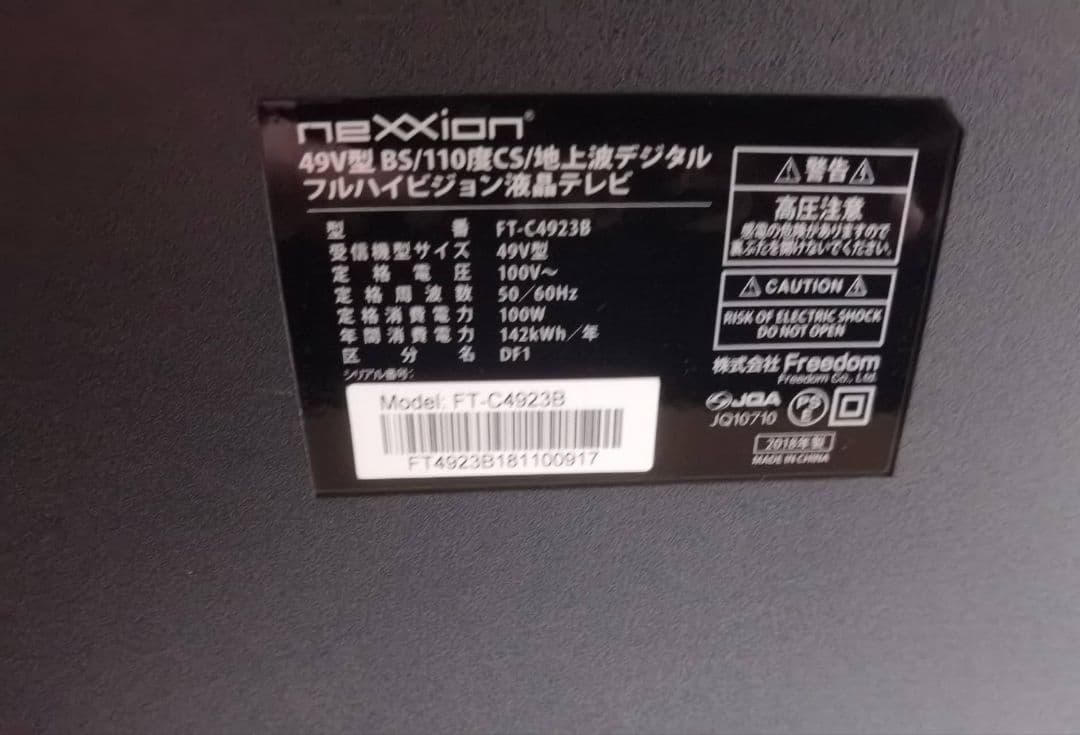 neXXion®
49V型 BS/110度CS/地上波デジタル
フルハイビジョン液晶テレビ
型番 FT-C4923B
受信機型サイズ 49V型
定格電圧 100V～
定格周波数 50/60Hz
定格消費電力 100W
年間消費電力 142kWh/年
区分名 DF1
シリアル番号:
Model: FT-C4923B
FT4923B181100917
⚠警告⚠
高圧注意
感電の危険がありますので
裏ぶたを開けないでください。
⚠CAUTION⚠
RISK OF ELECTRIC SHOCK
DO NOT OPEN
株式会社Freedom
Freedom Co., Ltd.
JQA
JQ10710
PS
E
2018年製
MADE IN CHINA